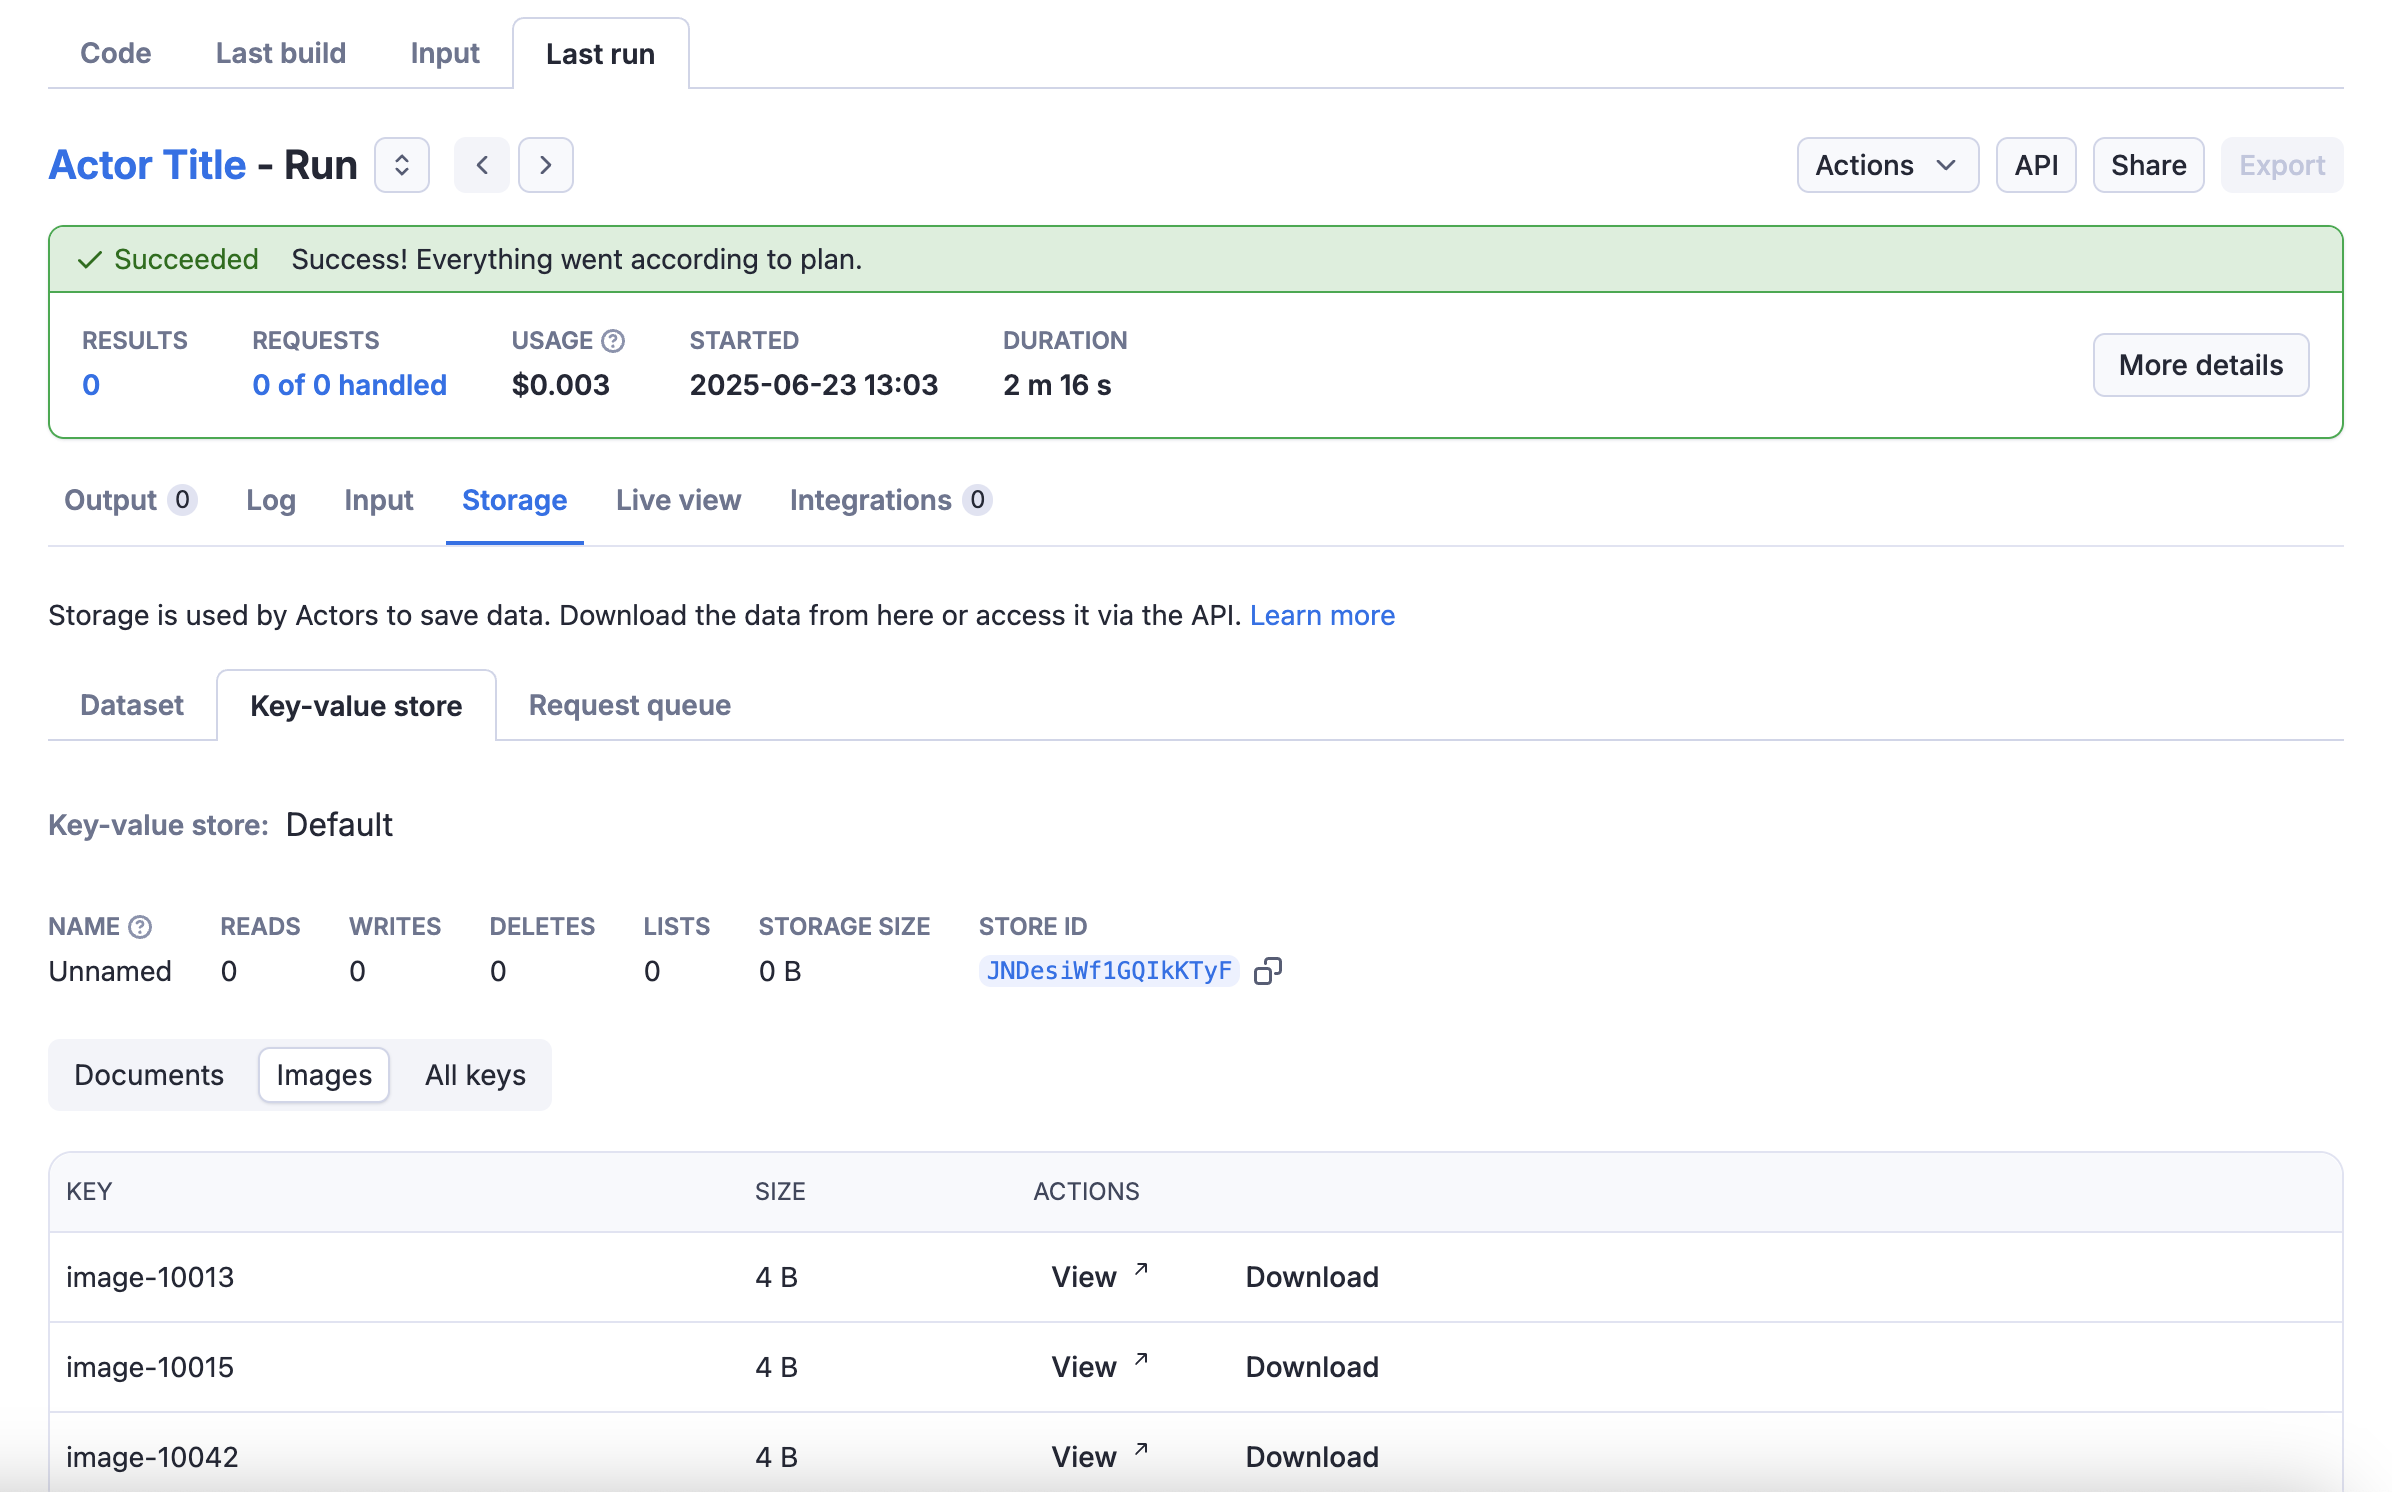 Code Last build Input Last run
Actor Title - Run
Actions API Share Export
Succeeded Success! Everything went according to plan.
RESULTS REQUESTS USAGE STARTED DURATION
0 0 of 0 handled $0.003 2025-06-23 13:03 2 m 16 s
More details
Output 0 Log Input Storage Live view Integrations 0
Storage is used by Actors to save data. Download the data from here or access it via the API. Learn more
Dataset Key-value store Request queue
Key-value store: Default
NAME READS WRITES DELETES LISTS STORAGE SIZE STORE ID
Unnamed 0 0 0 0 0 B JNDesiWf1GQIkKTyF
Documents Images All keys
KEY SIZE ACTIONS
image-10013 4 B View Download
image-10015 4 B View Download
image-10042 4 B View Download